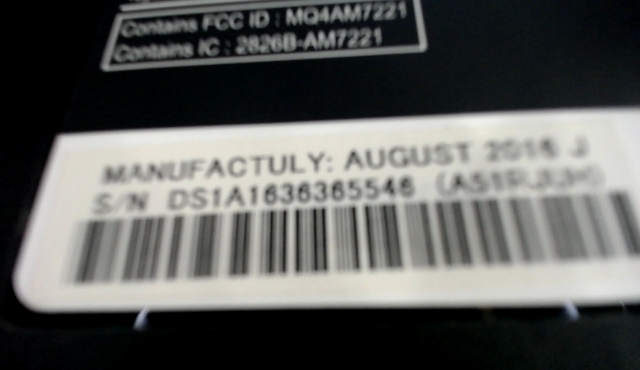 Contains FCC ID : MQ4AM7221
Contains IC : 2826B-AM7221
MANUFACTULY: AUGUST 2016 J
S/N DS1A1636365546